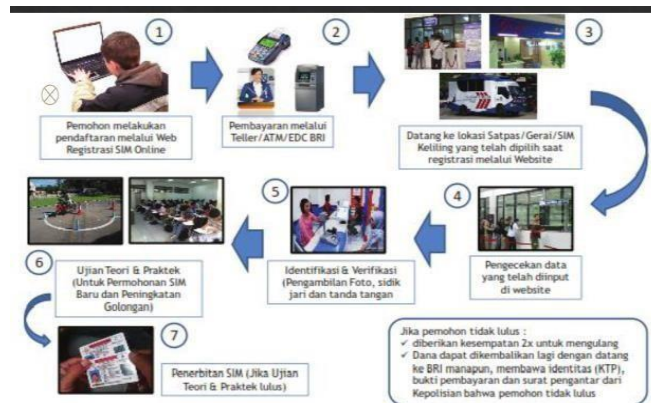 1
Pemohon melakukan
pendaftaran melalui Web
Registrasi SIM Online
2
Pembayaran melalui
Teller/ATM/EDC BRI
3
Datang ke lokasi Satpas/Gerai/SIM
Keliling yang telah dipilih saat
registrasi melalui Website
4
Pengecekan data
yang telah diinput
di website
5
Identifikasi & Verifikasi
(Pengambilan Foto, sidik
jari dan tanda tangan
6
Ujian Teori & Praktek
(Untuk Permohonan SIM
Baru dan Peningkatan
Golongan)
7
Penerbitan SIM (Jika Ujian
Teori & Praktek lulus)
Jika pemohon tidak lulus :
✓ diberikan kesempatan 2x untuk mengulang
✓ Dana dapat dikembalikan lagi dengan datang
ke BRI manapun, membawa identitas (KTP),
bukti pembayaran dan surat pengantar dari
Kepolisian bahwa pemohon tidak lulus